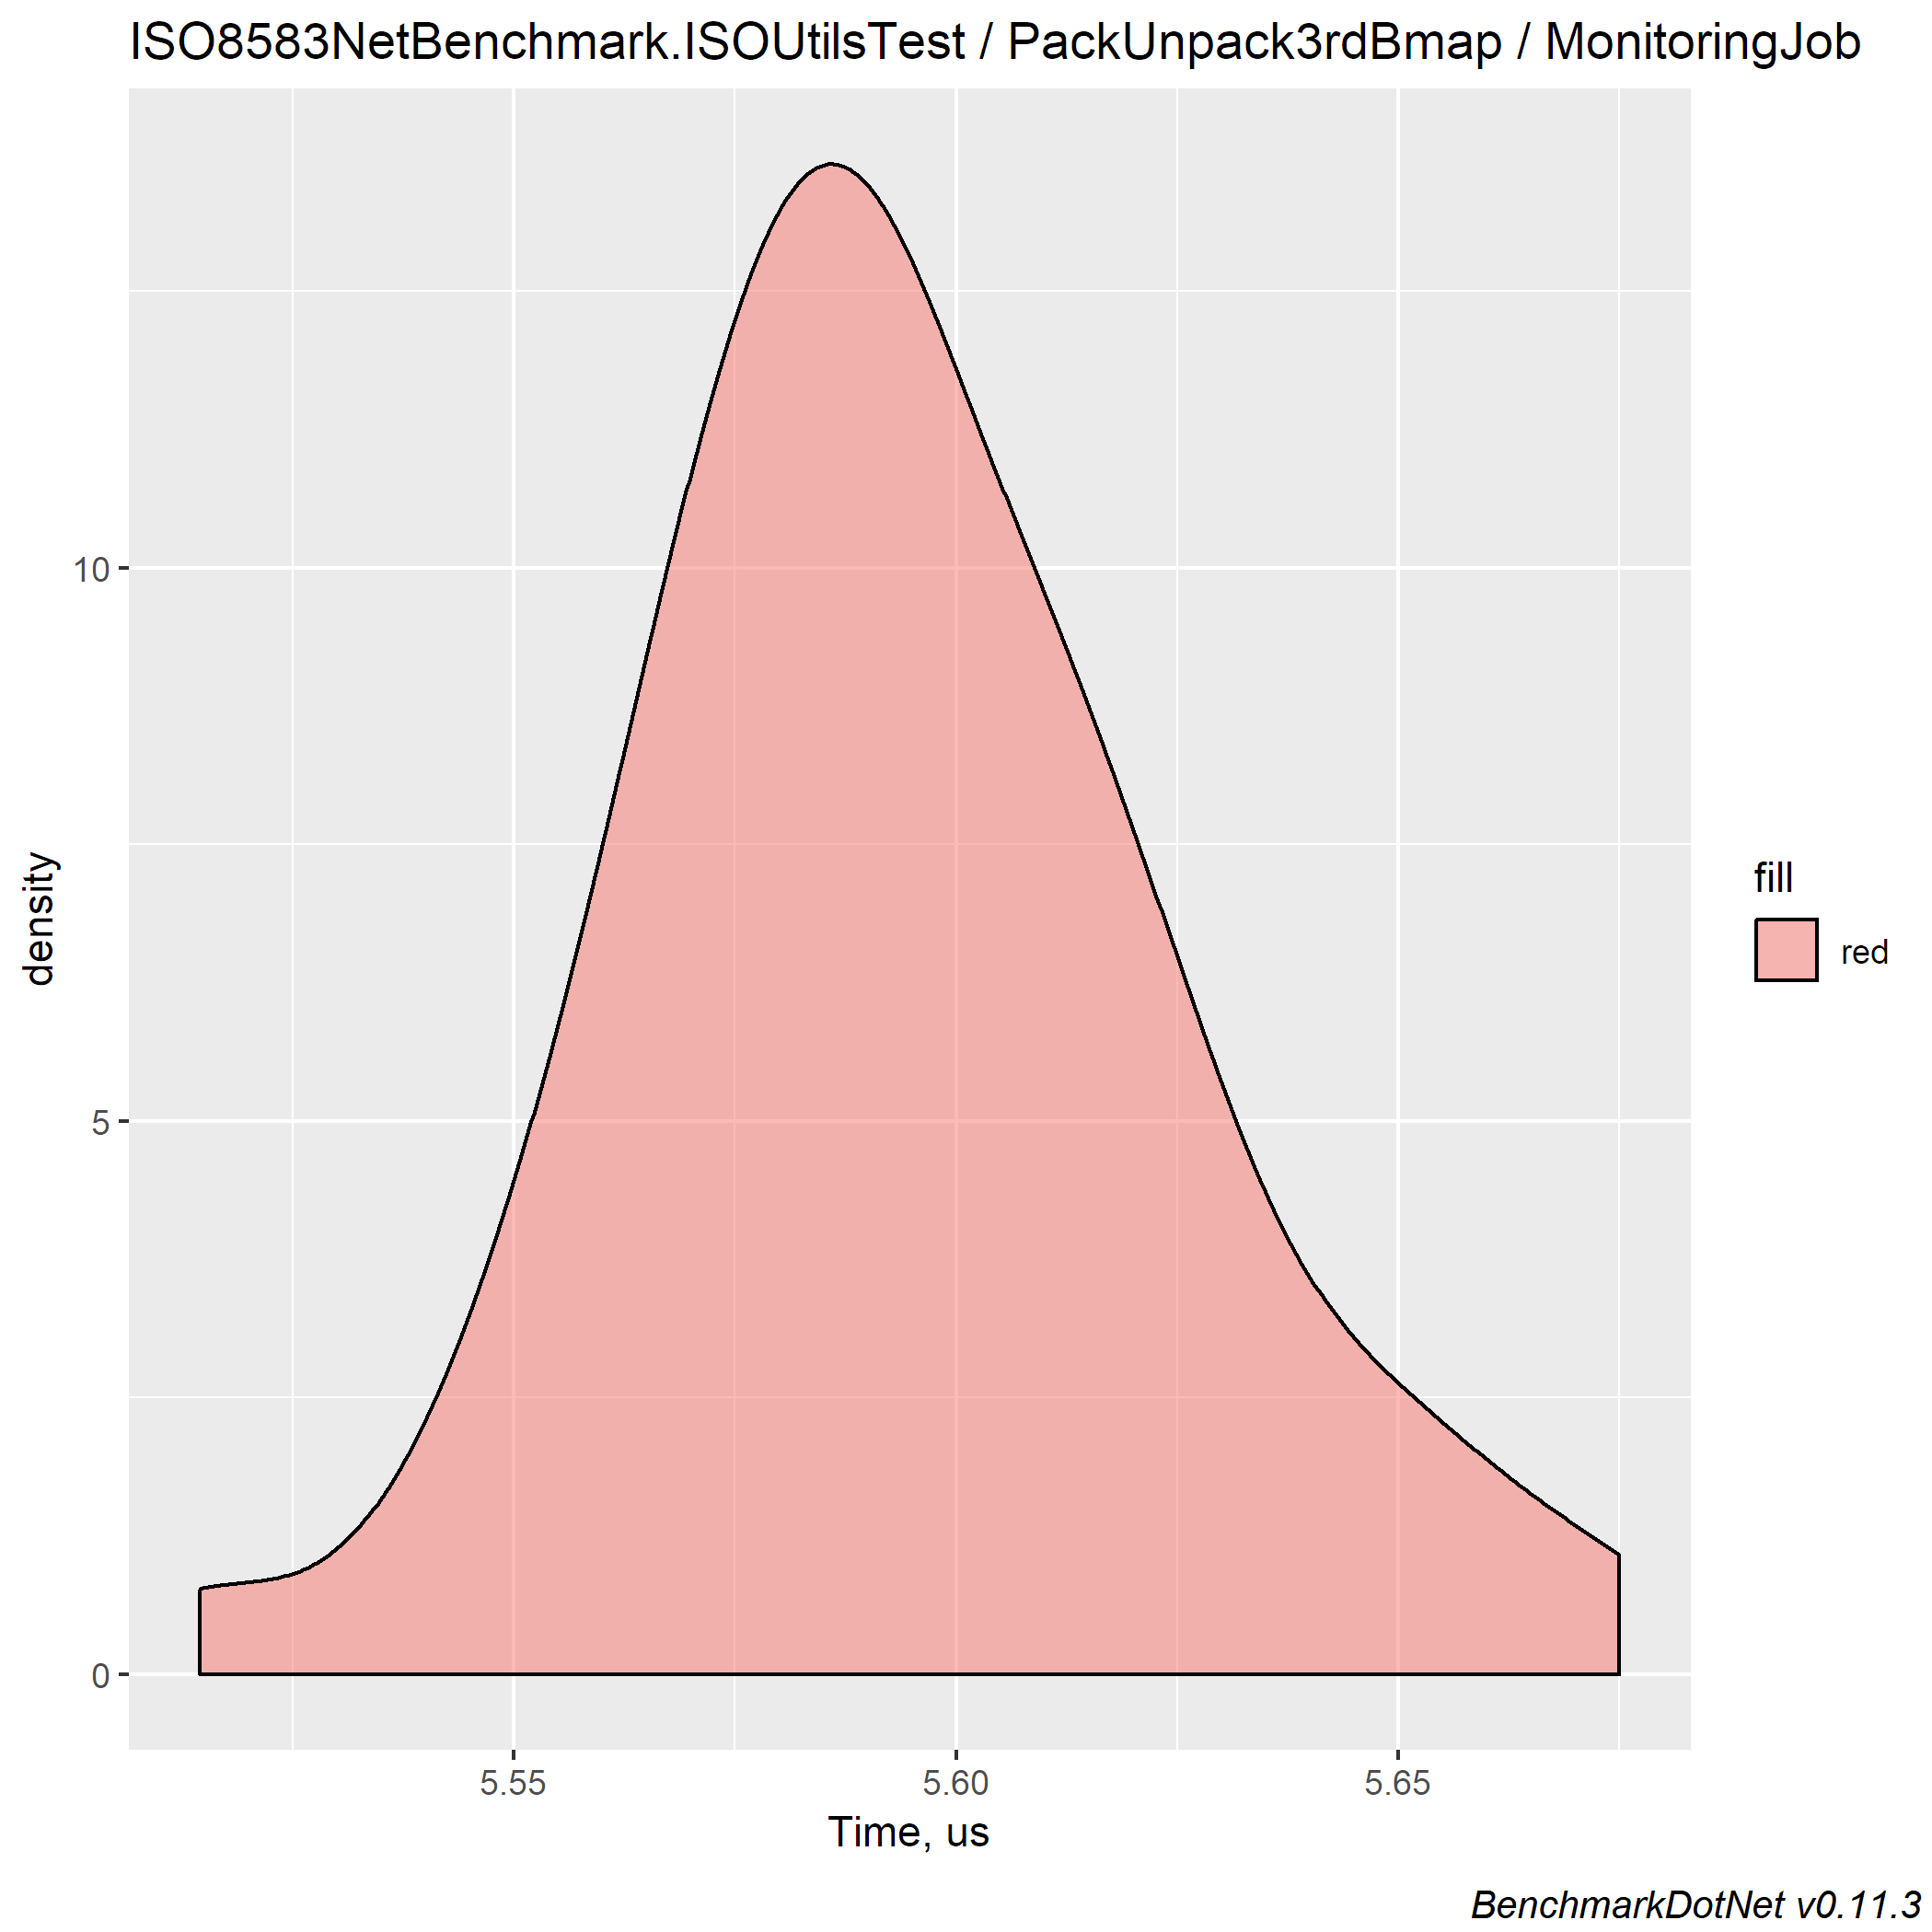 ISO8583NetBenchmark.ISOUtilsTest / PackUnpack3rdBmap / MonitoringJob
density
10
5
0
5.55 5.60 5.65
Time, us
fill
red
BenchmarkDotNet v0.11.3